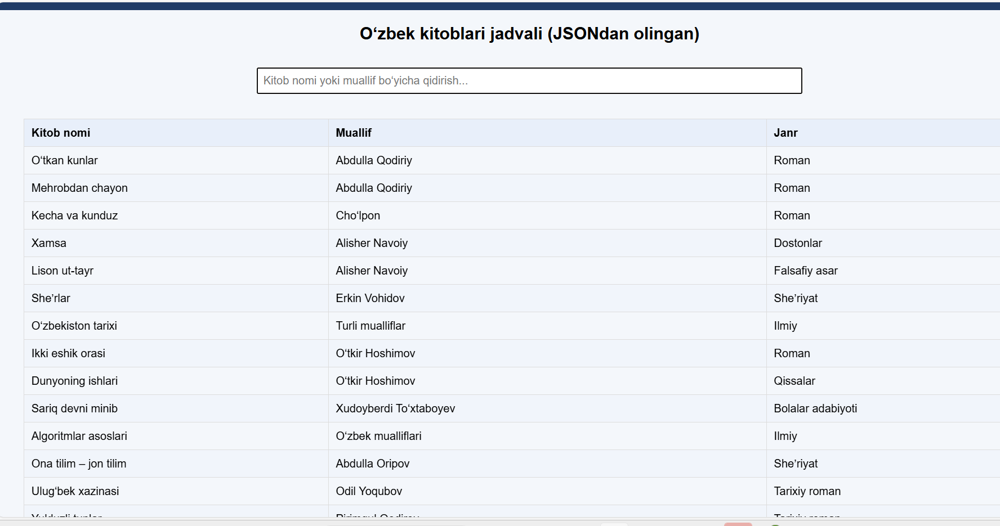 O‘zbek kitoblari jadvali (JSONdan olingan)
Kitob nomi yoki muallif bo‘yicha qidirish...
Kitob nomi Muallif Janr
O‘tkan kunlar Abdulla Qodiriy Roman
Mehrobdan chayon Abdulla Qodiriy Roman
Kecha va kunduz Cho‘lpon Roman
Xamsa Alisher Navoiy Dostonlar
Lison ut-tayr Alisher Navoiy Falsafiy asar
She’rlar Erkin Vohidov She’riyat
O‘zbekiston tarixi Turli mualliflar Ilmiy
Ikki eshik orasi O‘tkir Hoshimov Roman
Dunyoning ishlari O‘tkir Hoshimov Qissalar
Sariq devni minib Xudoyberdi To‘xtaboyev Bolalar adabiyoti
Algoritmlar asoslari O‘zbek mualliflari Ilmiy
Ona tilim – jon tilim Abdulla Oripov She’riyat
Ulug‘bek xazinasi Odil Yoqubov Tarixiy roman